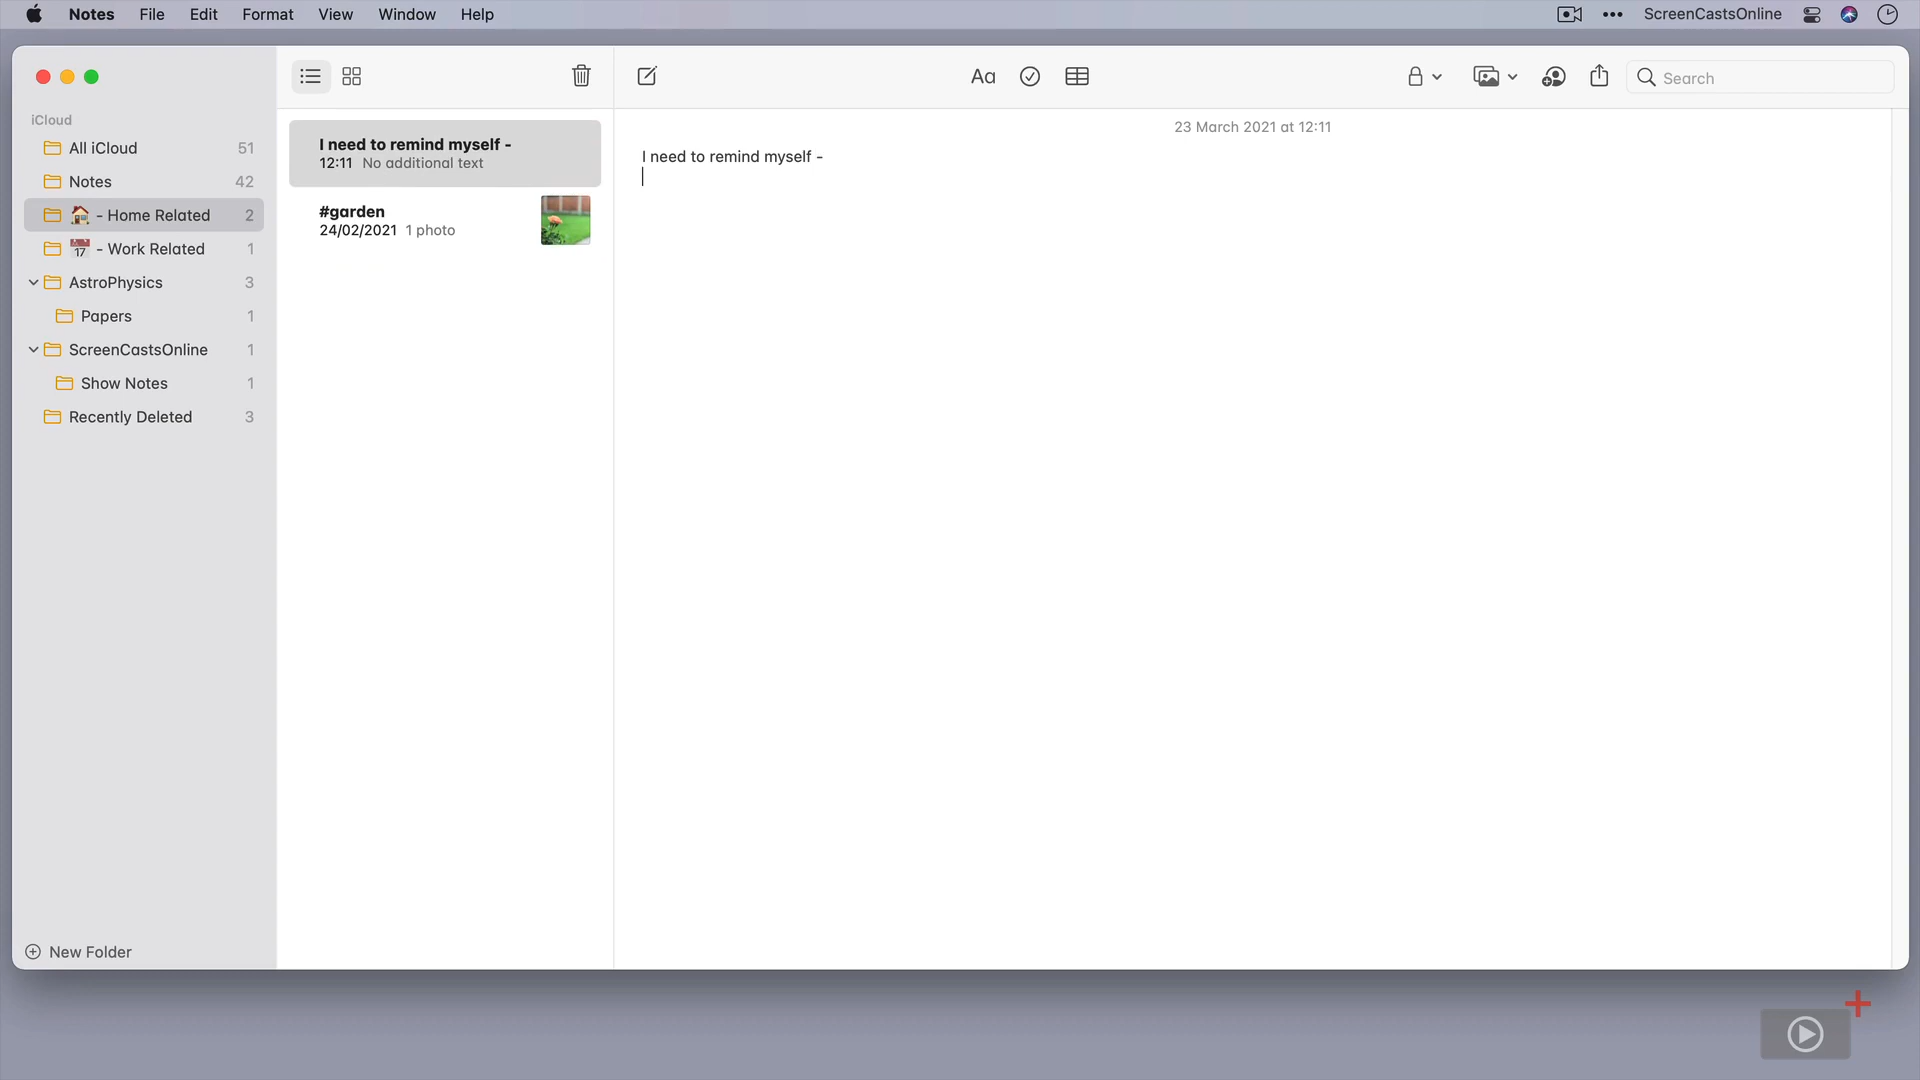 Notes File Edit Format View Window Help ScreenCastsOnline
Search
iCloud
All iCloud 51
Notes 42
- Home Related 2
17 - Work Related 1
AstroPhysics 3
Papers 1
ScreenCastsOnline 1
Show Notes 1
Recently Deleted 3
New Folder
I need to remind myself -
12:11 No additional text
#garden
24/02/2021 1 photo
Aa
23 March 2021 at 12:11
I need to remind myself -